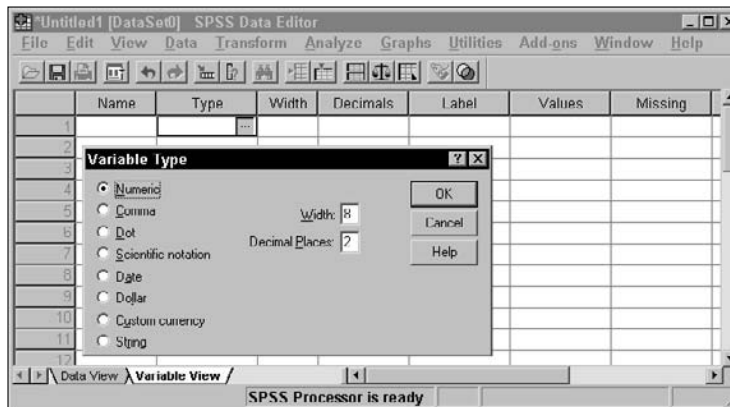 *Untitled1 [DataSet0] SPSS Data Editor
File Edit View Data Transform Analyze Graphs Utilities Add-ons Window Help
Name Type Width Decimals Label Values Missing
1 ...
2
3
4
5
6
7
8
9
10
11
12
Variable Type
Numeric
Comma
Dot
Scientific notation
Date
Dollar
Custom currency
String
Width: 8
Decimal Places: 2
OK
Cancel
Help
Data View Variable View
SPSS Processor is ready